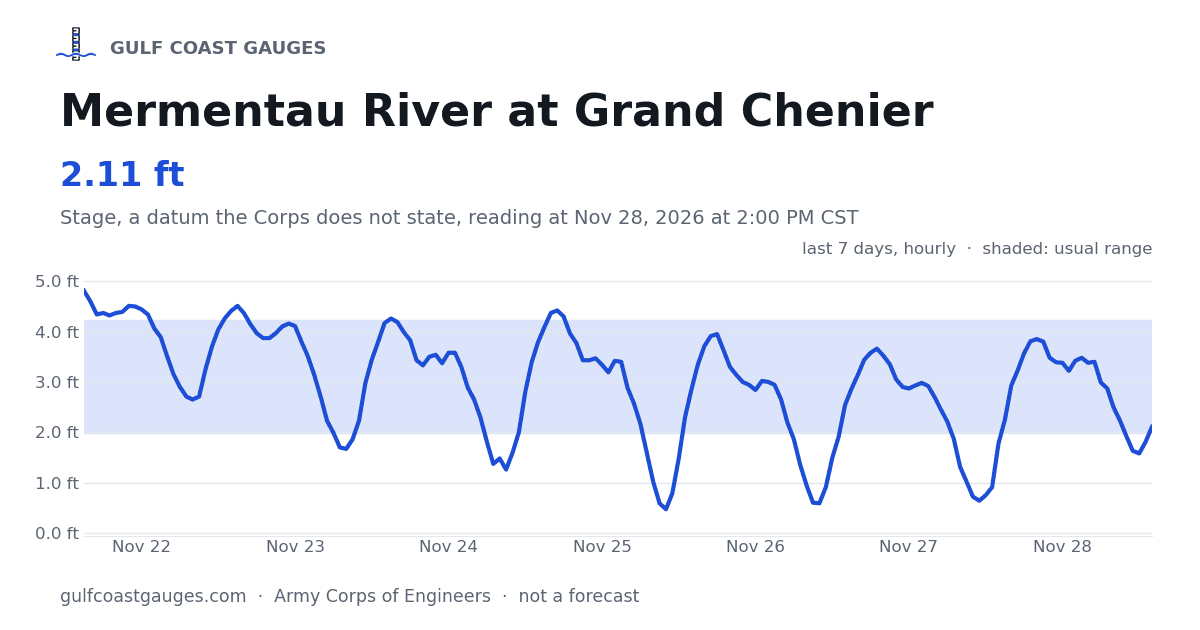 GULF COAST GAUGES
Mermentau River at Grand Chenier
2.11 ft
Stage, a datum the Corps does not state, reading at Nov 28, 2026 at 2:00 PM CST
last 7 days, hourly · shaded: usual range
5.0 ft
4.0 ft
3.0 ft
2.0 ft
1.0 ft
0.0 ft
Nov 22 Nov 23 Nov 24 Nov 25 Nov 26 Nov 27 Nov 28
gulfcoastgauges.com · Army Corps of Engineers · not a forecast